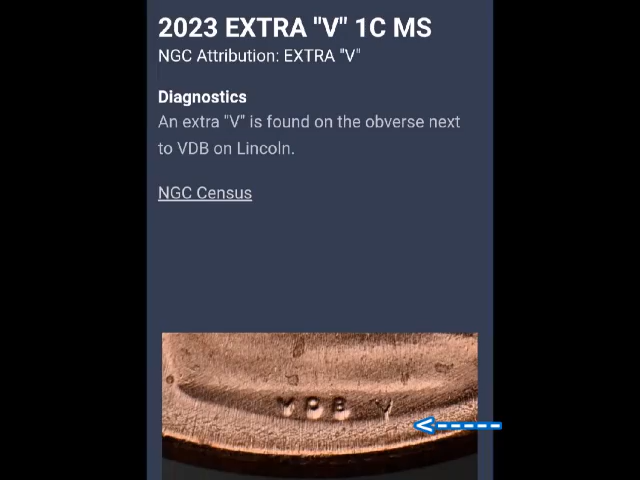 2023 EXTRA "V" 1C MS
NGC Attribution: EXTRA "V"
Diagnostics
An extra "V" is found on the obverse next
to VDB on Lincoln.
NGC Census
VDB V